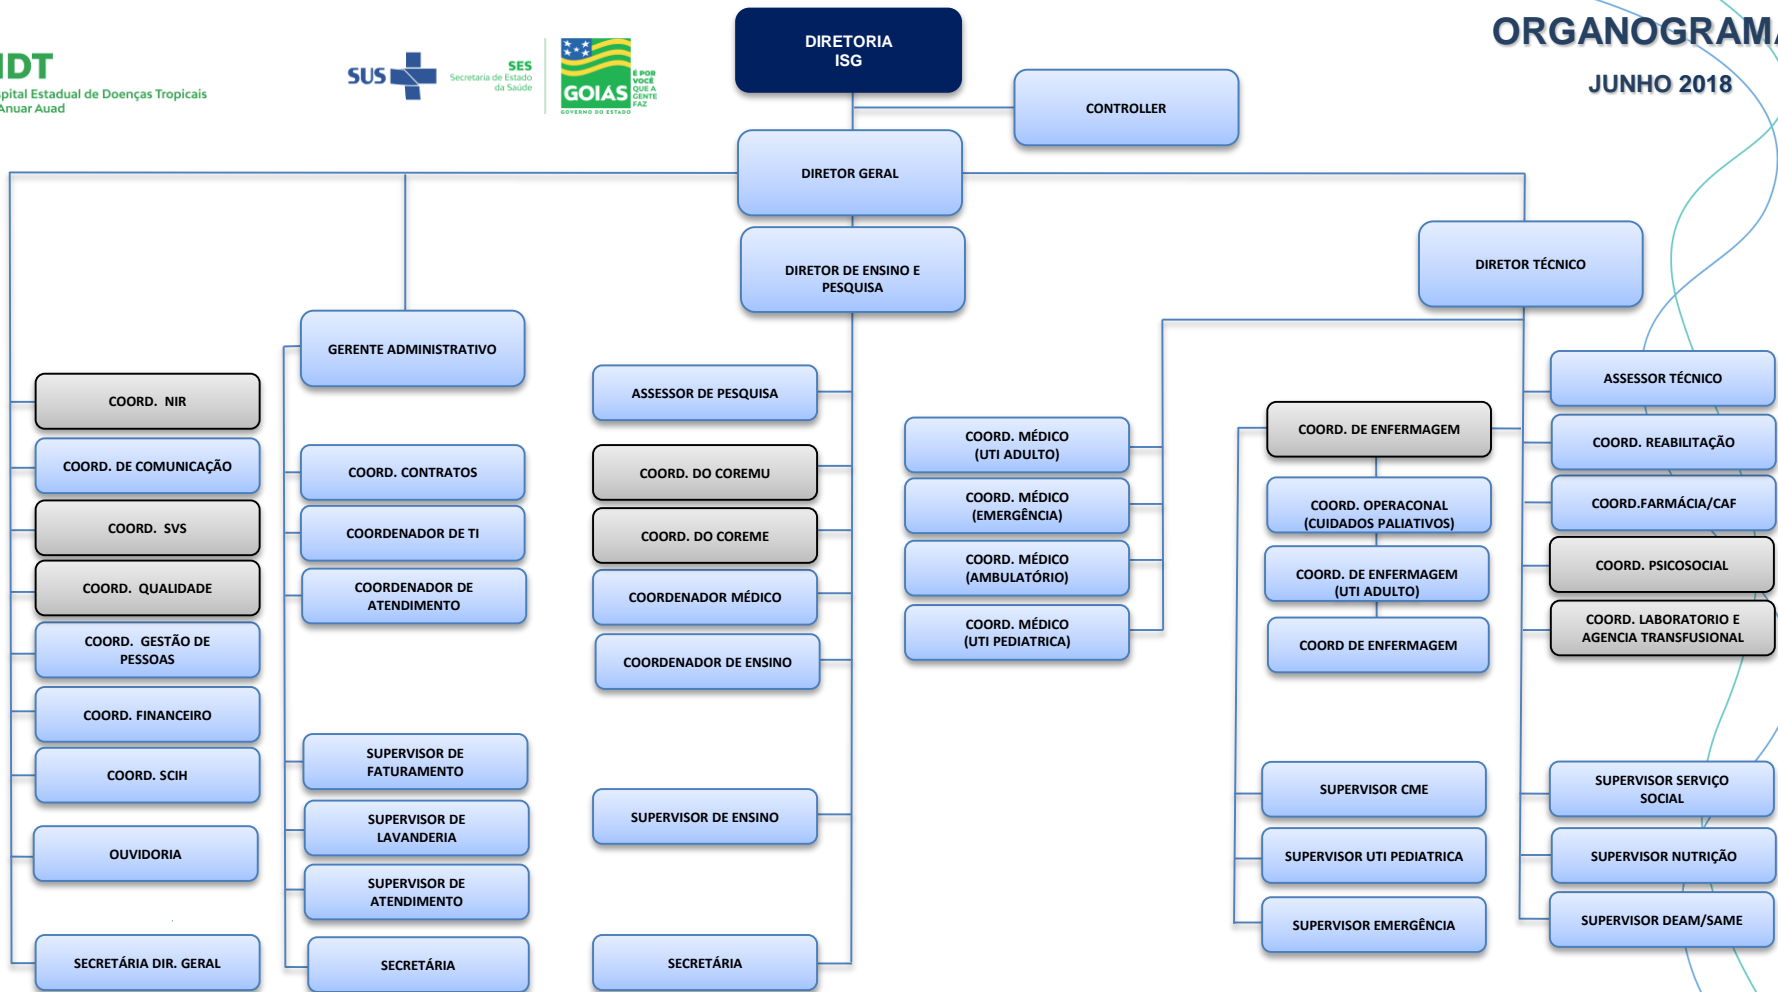 DIRETORIA
ISG
ORGANOGRAMA
JUNHO 2018
HDT
Hospital Estadual de Doenças Tropicais
Anuar Auad
SUS
SES
Secretaria de Estado
da Saúde
GOIÁS
GOVERNO DO ESTADO
É POR
VOCÊ
QUE A
GENTE
FAZ
CONTROLLER
DIRETOR GERAL
DIRETOR DE ENSINO E
PESQUISA
DIRETOR TÉCNICO
GERENTE ADMINISTRATIVO
COORD. NIR
COORD. DE COMUNICAÇÃO
COORD. SVS
COORD. QUALIDADE
COORD. GESTÃO DE
PESSOAS
COORD. FINANCEIRO
COORD. SCIH
OUVIDORIA
SECRETÁRIA DIR. GERAL
COORD. CONTRATOS
COORDENADOR DE TI
COORDENADOR DE
ATENDIMENTO
SUPERVISOR DE
FATURAMENTO
SUPERVISOR DE
LAVANDERIA
SUPERVISOR DE
ATENDIMENTO
SECRETÁRIA
ASSESSOR DE PESQUISA
COORD. DO COREMU
COORD. DO COREME
COORDENADOR MÉDICO
COORDENADOR DE ENSINO
SUPERVISOR DE ENSINO
SECRETÁRIA
COORD. MÉDICO
(UTI ADULTO)
COORD. MÉDICO
(EMERGÊNCIA)
COORD. MÉDICO
(AMBULATÓRIO)
COORD. MÉDICO
(UTI PEDIATRICA)
COORD. DE ENFERMAGEM
COORD. OPERACONAL
(CUIDADOS PALIATIVOS)
COORD. DE ENFERMAGEM
(UTI ADULTO)
COORD DE ENFERMAGEM
SUPERVISOR CME
SUPERVISOR UTI PEDIATRICA
SUPERVISOR EMERGÊNCIA
ASSESSOR TÉCNICO
COORD. REABILITAÇÃO
COORD.FARMÁCIA/CAF
COORD. PSICOSOCIAL
COORD. LABORATORIO E
AGENCIA TRANSFUSIONAL
SUPERVISOR SERVIÇO
SOCIAL
SUPERVISOR NUTRIÇÃO
SUPERVISOR DEAM/SAME